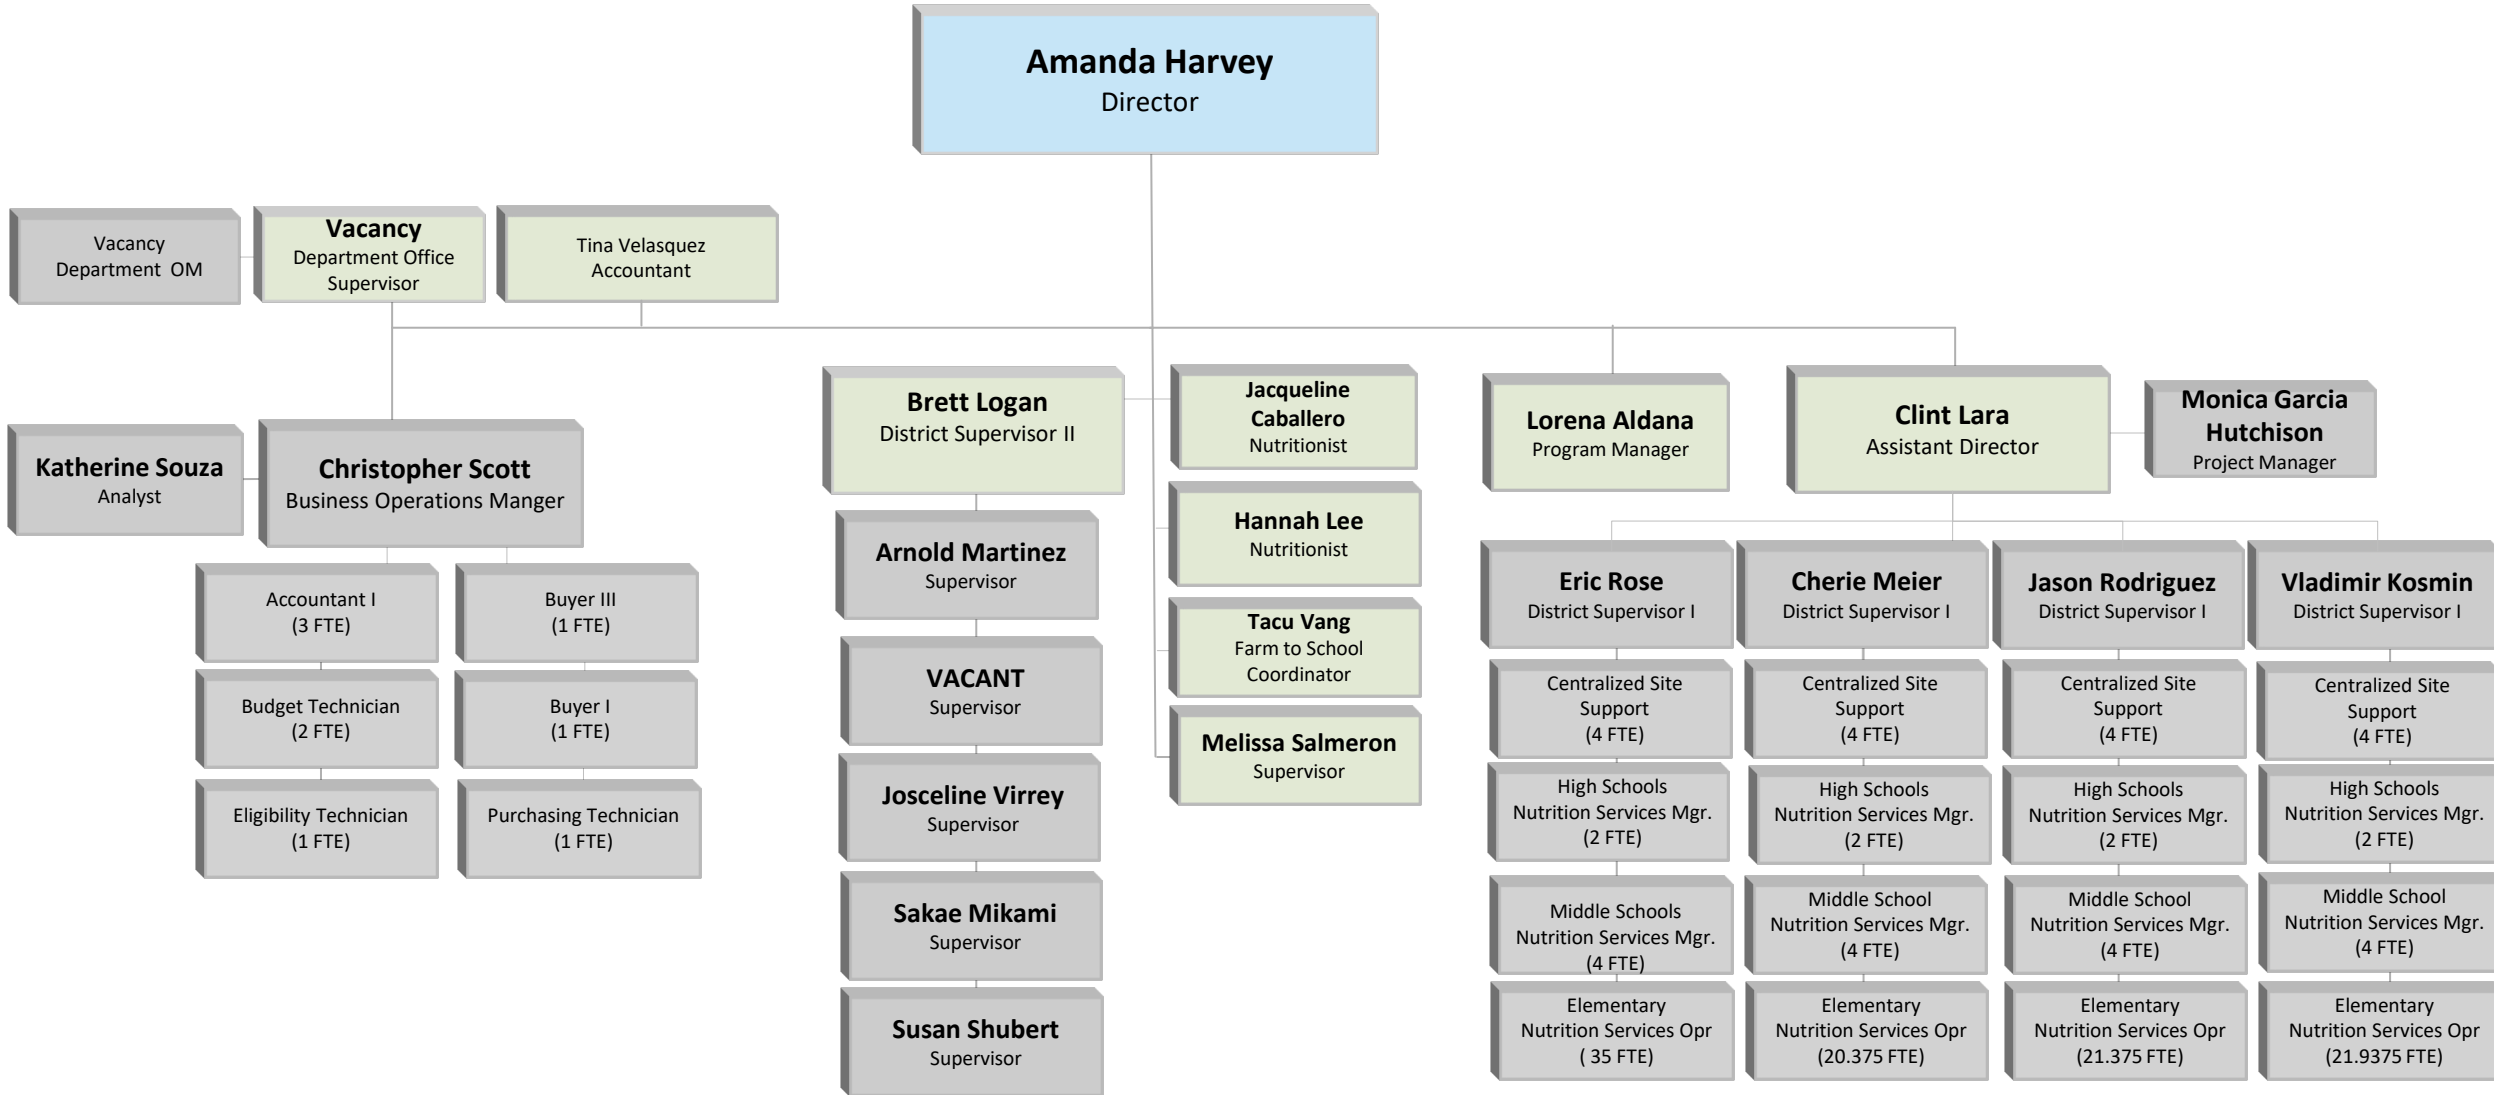 Amanda Harvey
Director
Vacancy
Department OM
Vacancy
Department Office
Supervisor
Tina Velasquez
Accountant
Katherine Souza
Analyst
Christopher Scott
Business Operations Manger
Accountant I
(3 FTE)
Budget Technician
(2 FTE)
Eligibility Technician
(1 FTE)
Buyer III
(1 FTE)
Buyer I
(1 FTE)
Purchasing Technician
(1 FTE)
Brett Logan
District Supervisor II
Arnold Martinez
Supervisor
VACANT
Supervisor
Josceline Virrey
Supervisor
Sakae Mikami
Supervisor
Susan Shubert
Supervisor
Jacqueline
Caballero
Nutritionist
Hannah Lee
Nutritionist
Tacu Vang
Farm to School
Coordinator
Melissa Salmeron
Supervisor
Lorena Aldana
Program Manager
Clint Lara
Assistant Director
Monica Garcia
Hutchison
Project Manager
Eric Rose
District Supervisor I
Centralized Site
Support
(4 FTE)
High Schools
Nutrition Services Mgr.
(2 FTE)
Middle Schools
Nutrition Services Mgr.
(4 FTE)
Elementary
Nutrition Services Opr
( 35 FTE)
Cherie Meier
District Supervisor I
Centralized Site
Support
(4 FTE)
High Schools
Nutrition Services Mgr.
(2 FTE)
Middle School
Nutrition Services Mgr.
(4 FTE)
Elementary
Nutrition Services Opr
(20.375 FTE)
Jason Rodriguez
District Supervisor I
Centralized Site
Support
(4 FTE)
High Schools
Nutrition Services Mgr.
(2 FTE)
Middle School
Nutrition Services Mgr.
(4 FTE)
Elementary
Nutrition Services Opr
(21.375 FTE)
Vladimir Kosmin
District Supervisor I
Centralized Site
Support
(4 FTE)
High Schools
Nutrition Services Mgr.
(2 FTE)
Middle School
Nutrition Services Mgr.
(4 FTE)
Elementary
Nutrition Services Opr
(21.9375 FTE)